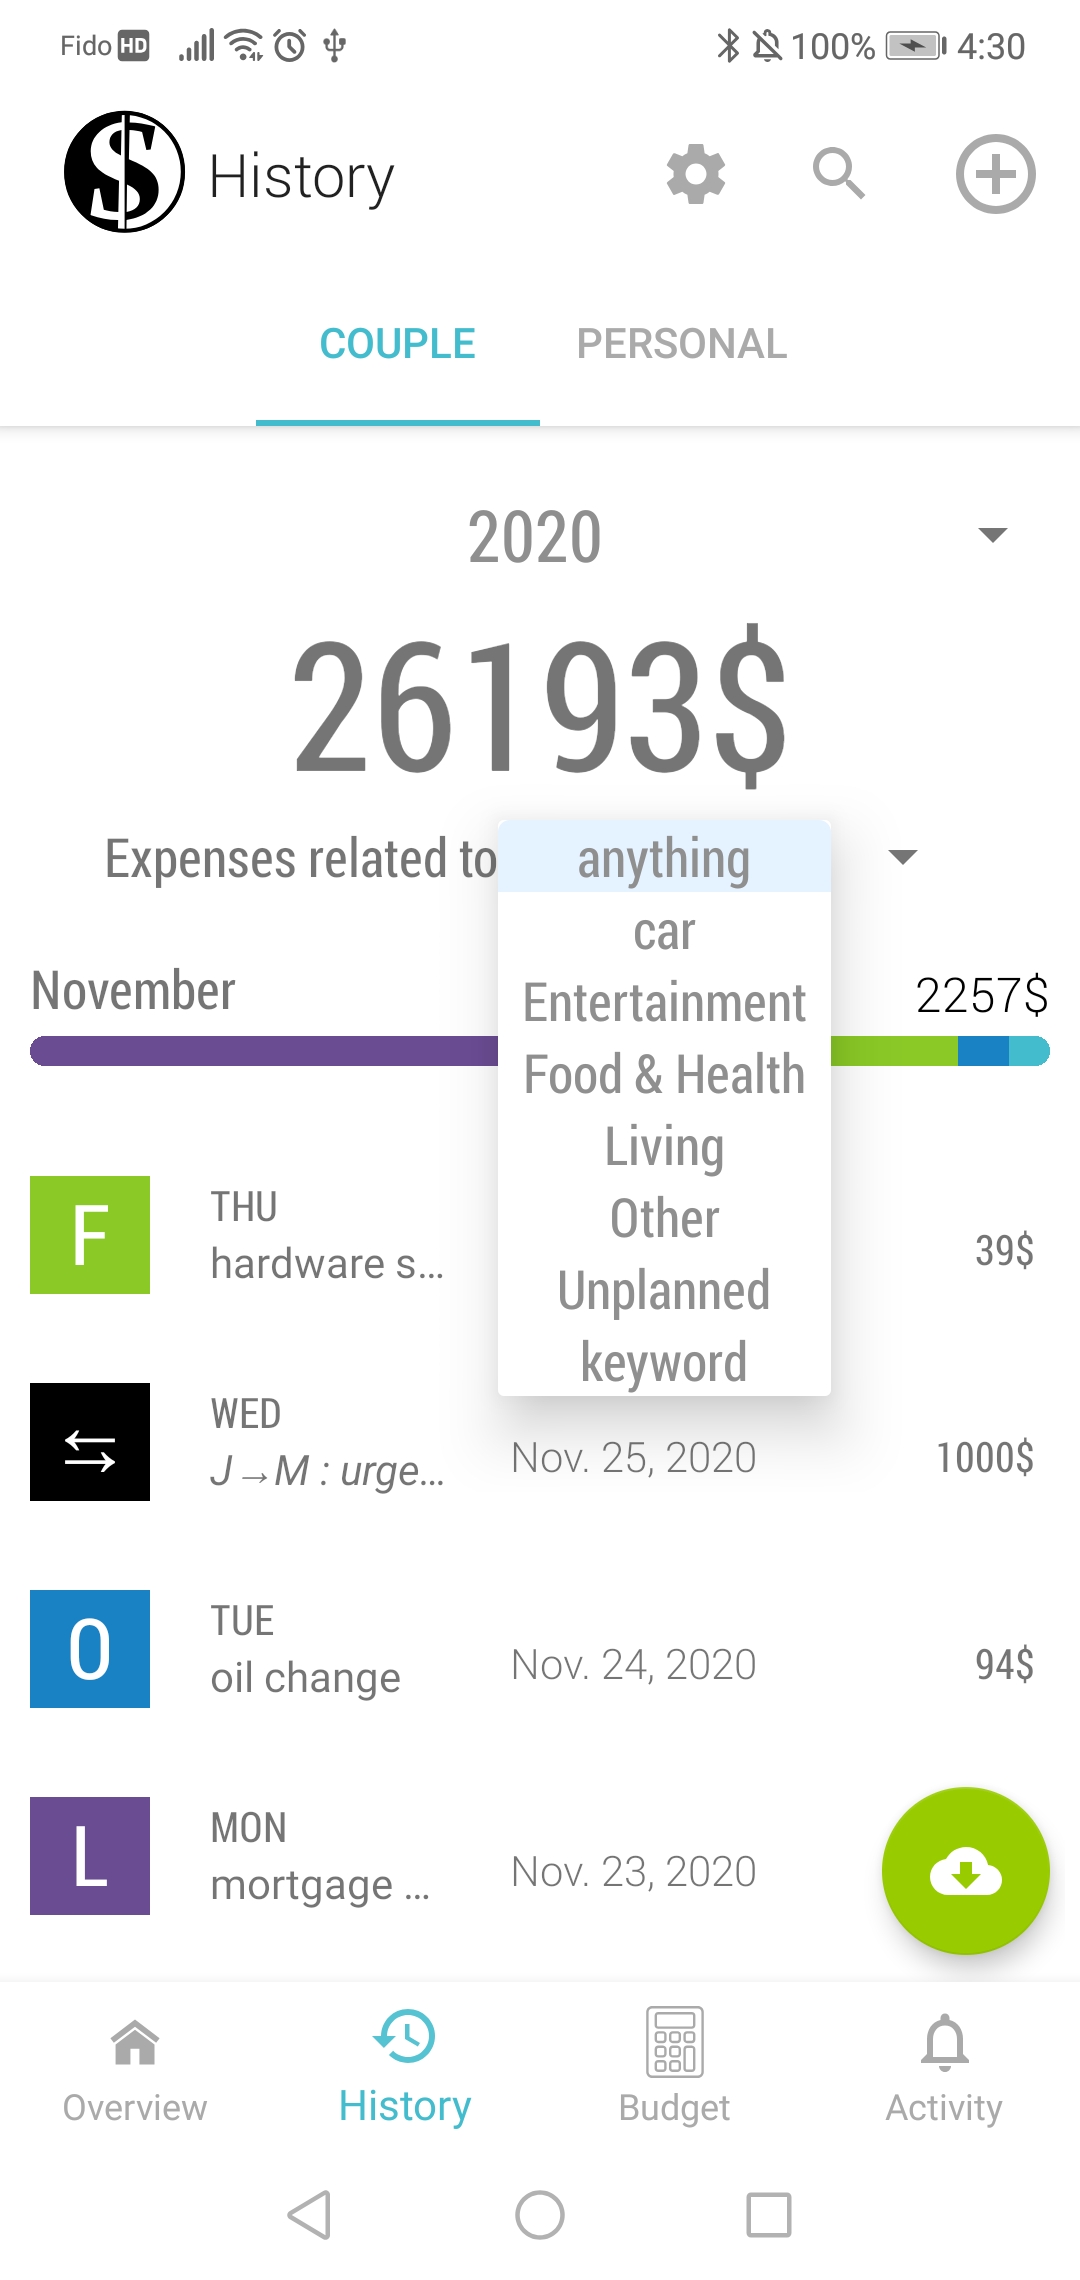 Fido HD 100% 4:30
$ History
COUPLE PERSONAL
2020
26193$
Expenses related to
anything
car
Entertainment
Food & Health
Living
Other
Unplanned
keyword
November 2257$
F THU
hardware s... 39$
WED
J→M : urge... Nov. 25, 2020 1000$
O TUE
oil change Nov. 24, 2020 94$
L MON
mortgage ... Nov. 23, 2020
Overview History Budget Activity